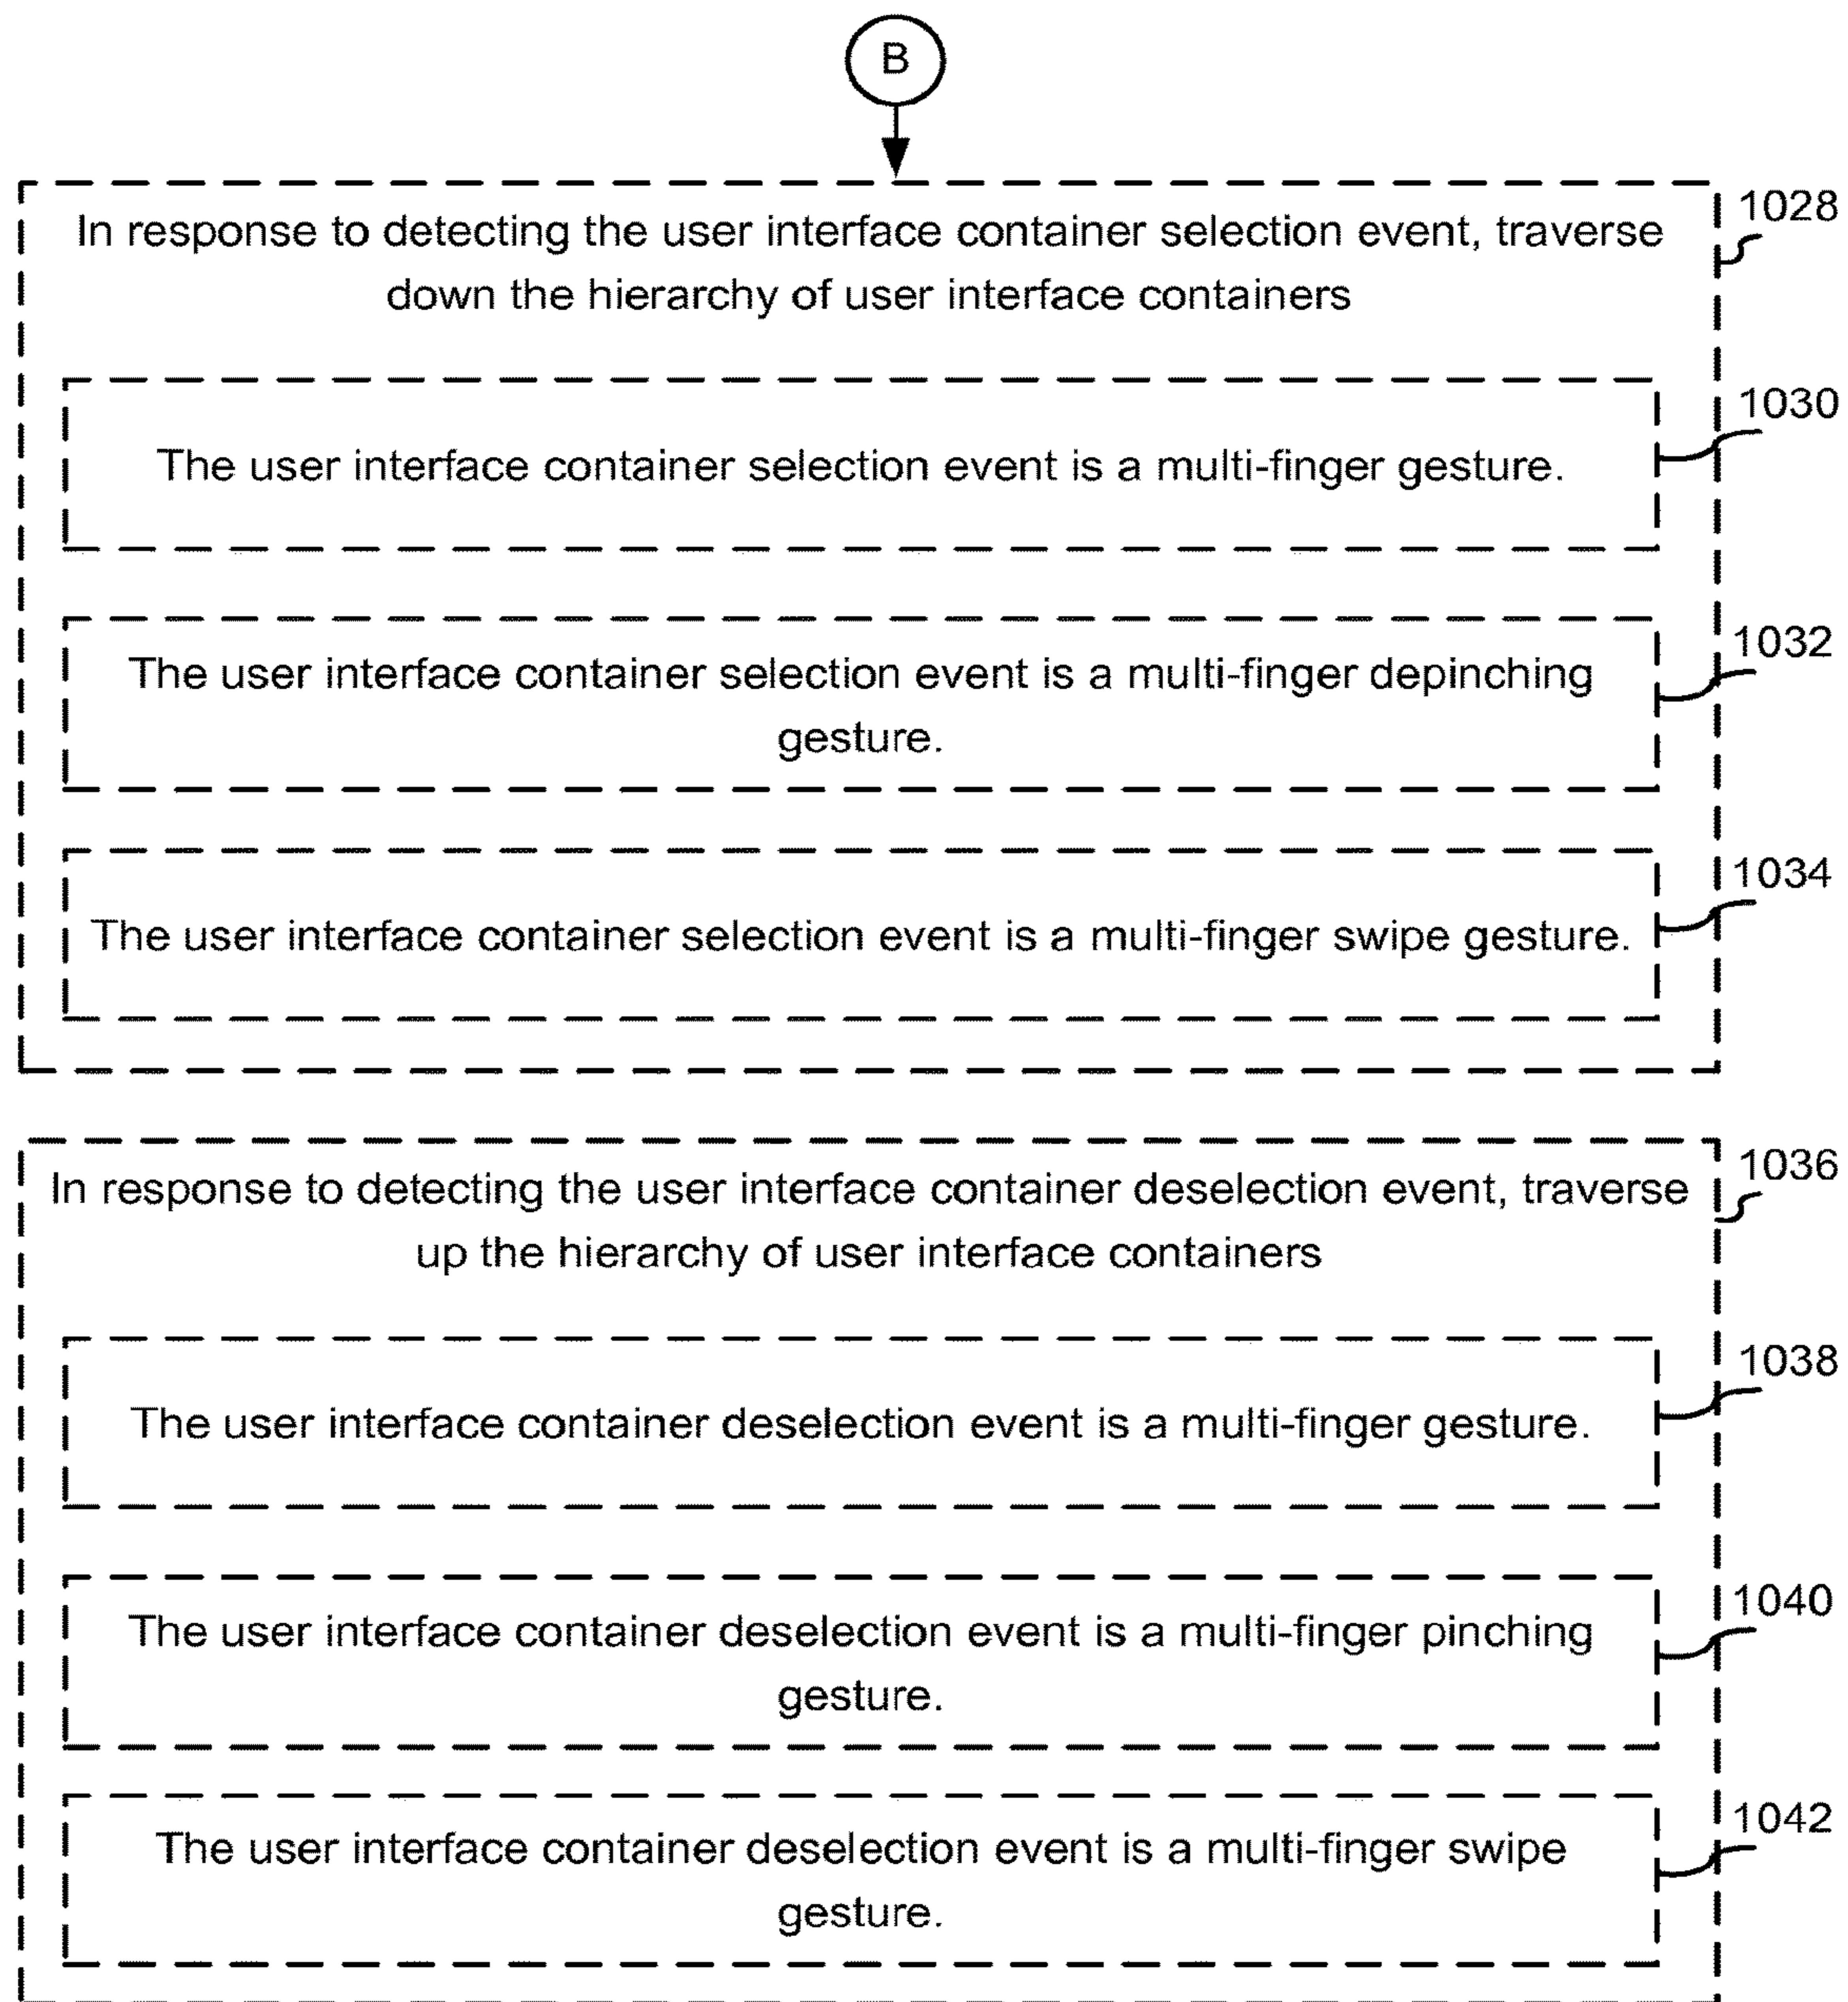 B
In response to detecting the user interface container selection event, traverse
down the hierarchy of user interface containers
1028
The user interface container selection event is a multi-finger gesture.
1030
The user interface container selection event is a multi-finger depinching
gesture.
1032
The user interface container selection event is a multi-finger swipe gesture.
1034
In response to detecting the user interface container deselection event, traverse
up the hierarchy of user interface containers
1036
The user interface container deselection event is a multi-finger gesture.
1038
The user interface container deselection event is a multi-finger pinching
gesture.
1040
The user interface container deselection event is a multi-finger swipe
gesture.
1042